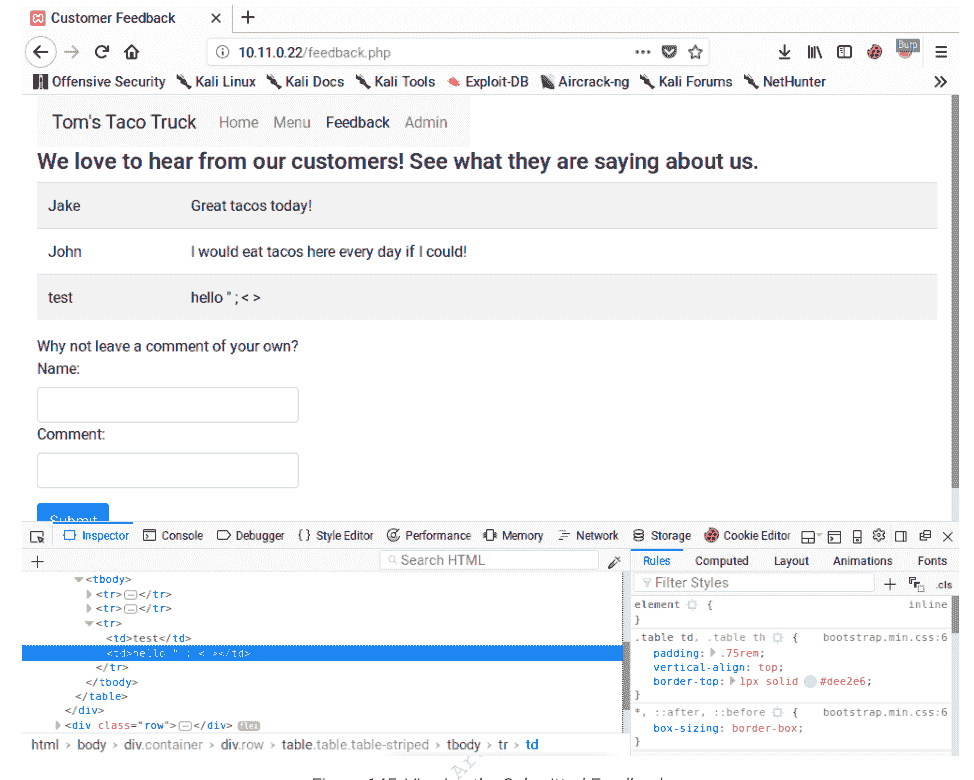 Customer Feedback
10.11.0.22/feedback.php
Burp
Offensive Security Kali Linux Kali Docs Kali Tools Exploit-DB Aircrack-ng Kali Forums NetHunter
Tom's Taco Truck Home Menu Feedback Admin
We love to hear from our customers! See what they are saying about us.
Jake Great tacos today!
John I would eat tacos here every day if I could!
test hello " ; < >
Why not leave a comment of your own?
Name:
Comment:
Submit
Inspector Console Debugger {} Style Editor Performance Memory Network Storage Cookie Editor
Search HTML
Rules Computed Layout Animations Fonts
Filter Styles + .cls
<tbody>
<tr></tr>
<tr></tr>
<tr>
<td>test</td>
<td>hello " ; < ></td>
</tr>
</tbody>
</table>
</div>
<div class="row"></div> flex
element { inline
}
.table td, .table th { bootstrap.min.css:6
padding: .75rem;
vertical-align: top;
border-top: 1px solid #dee2e6;
}
*, ::after, ::before { bootstrap.min.css:6
box-sizing: border-box;
}
html > body > div.container > div.row > table.table.table-striped > tbody > tr > td